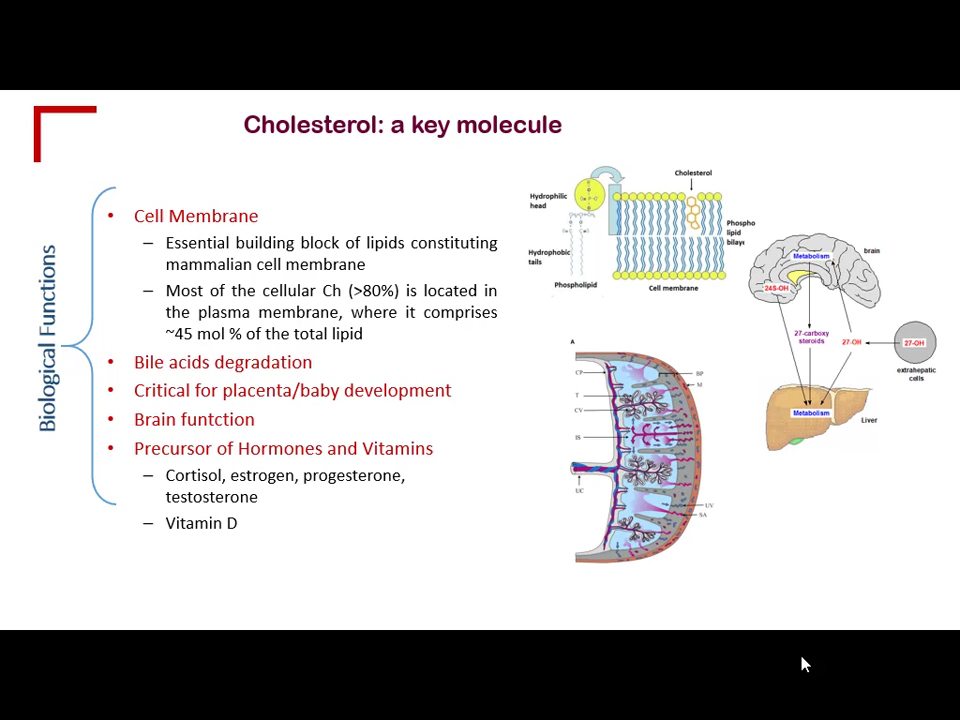 Cholesterol: a key molecule
Biological Functions
• Cell Membrane
– Essential building block of lipids constituting
mammalian cell membrane
– Most of the cellular Ch (>80%) is located in
the plasma membrane, where it comprises
~45 mol % of the total lipid
• Bile acids degradation
• Critical for placenta/baby development
• Brain funtction
• Precursor of Hormones and Vitamins
– Cortisol, estrogen, progesterone,
testosterone
– Vitamin D
Cholesterol
Hydrophilic
head
Hydrophobic
tails
Phospholipid
Phospho
lipid
bilaye
Cell membrane
brain
Metabolism
24S-OH
27-carboxy
steroids
27-OH
27-OH
extrahepatic
cells
Metabolism
Liver
A
CP
BP
M
T
CV
IS
UC
UV
SA